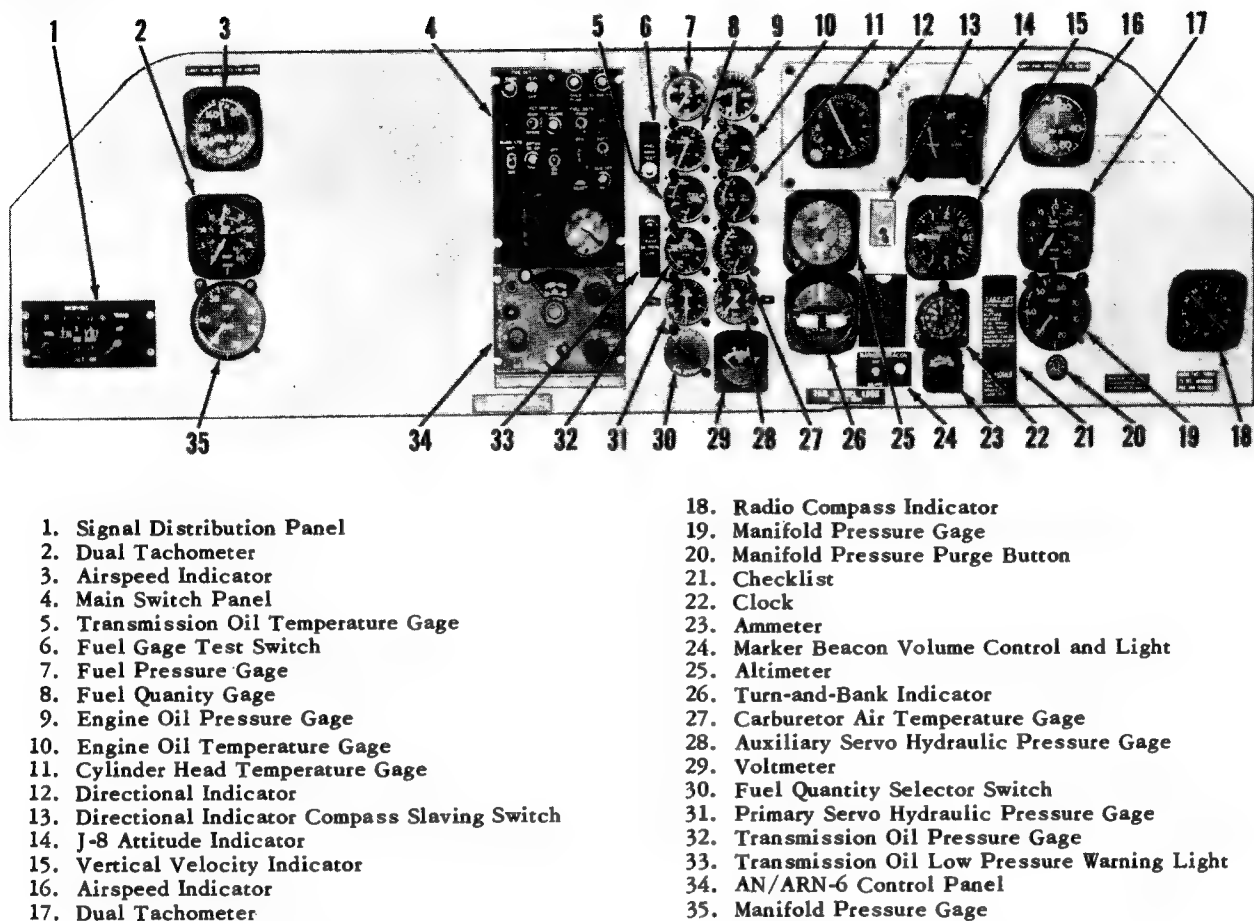 1 2 3 4 5 6 7 8 9 10 11 12 13 14 15 16 17
35 34 33 32 31 30 29 28 27 26 25 24 23 22 21 20 19 18
1. Signal Distribution Panel
2. Dual Tachometer
3. Airspeed Indicator
4. Main Switch Panel
5. Transmission Oil Temperature Gage
6. Fuel Gage Test Switch
7. Fuel Pressure Gage
8. Fuel Quanity Gage
9. Engine Oil Pressure Gage
10. Engine Oil Temperature Gage
11. Cylinder Head Temperature Gage
12. Directional Indicator
13. Directional Indicator Compass Slaving Switch
14. J-8 Attitude Indicator
15. Vertical Velocity Indicator
16. Airspeed Indicator
17. Dual Tachometer
18. Radio Compass Indicator
19. Manifold Pressure Gage
20. Manifold Pressure Purge Button
21. Checklist
22. Clock
23. Ammeter
24. Marker Beacon Volume Control and Light
25. Altimeter
26. Turn-and-Bank Indicator
27. Carburetor Air Temperature Gage
28. Auxiliary Servo Hydraulic Pressure Gage
29. Voltmeter
30. Fuel Quantity Selector Switch
31. Primary Servo Hydraulic Pressure Gage
32. Transmission Oil Pressure Gage
33. Transmission Oil Low Pressure Warning Light
34. AN/ARN-6 Control Panel
35. Manifold Pressure Gage